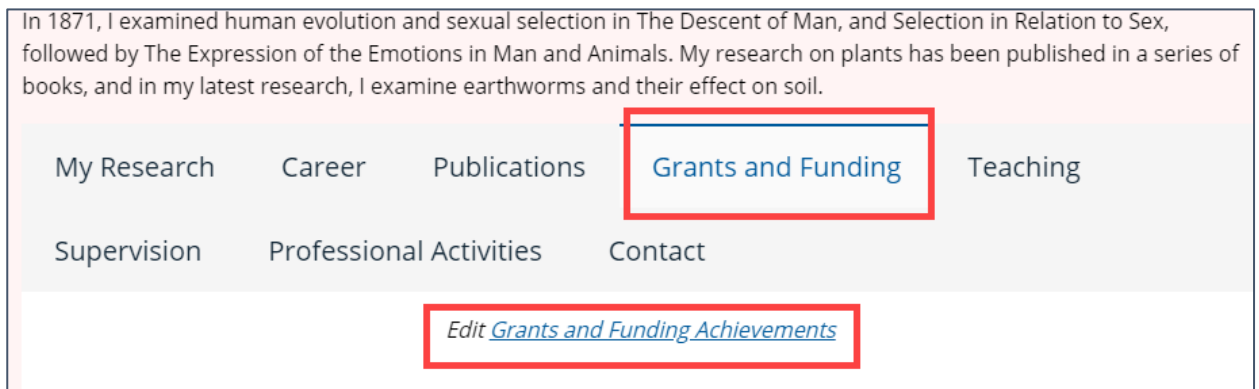 In 1871, I examined human evolution and sexual selection in The Descent of Man, and Selection in Relation to Sex,
followed by The Expression of the Emotions in Man and Animals. My research on plants has been published in a series of
books, and in my latest research, I examine earthworms and their effect on soil.
My Research Career Publications Grants and Funding Teaching
Supervision Professional Activities Contact
Edit Grants and Funding Achievements